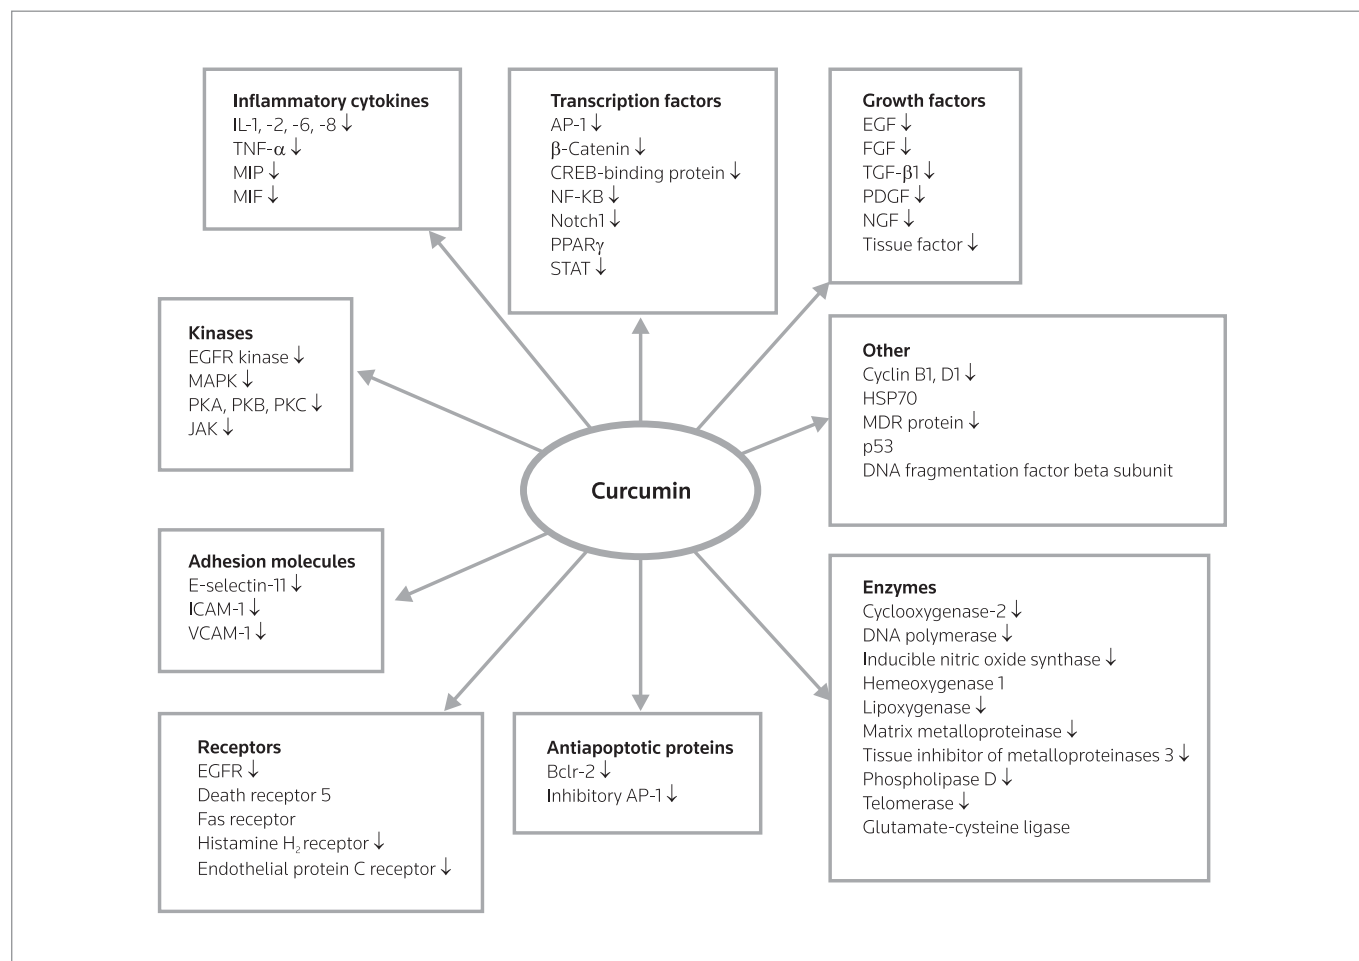 Inflammatory cytokines
IL-1, -2, -6, -8 ↓
TNF-α ↓
MIP ↓
MIF ↓
Transcription factors
AP-1 ↓
β-Catenin ↓
CREB-binding protein ↓
NF-KB ↓
Notch1 ↓
PPARγ
STAT ↓
Growth factors
EGF ↓
FGF ↓
TGF-β1 ↓
PDGF ↓
NGF ↓
Tissue factor ↓
Kinases
EGFR kinase ↓
MAPK ↓
PKA, PKB, PKC ↓
JAK ↓
Other
Cyclin B1, D1 ↓
HSP70
MDR protein ↓
p53
DNA fragmentation factor beta subunit
Curcumin
Adhesion molecules
E-selectin-11 ↓
ICAM-1 ↓
VCAM-1 ↓
Enzymes
Cyclooxygenase-2 ↓
DNA polymerase ↓
Inducible nitric oxide synthase ↓
Hemeoxygenase 1
Lipoxygenase ↓
Matrix metalloproteinase ↓
Tissue inhibitor of metalloproteinases 3 ↓
Phospholipase D ↓
Telomerase ↓
Glutamate-cysteine ligase
Receptors
EGFR ↓
Death receptor 5
Fas receptor
Histamine H₂ receptor ↓
Endothelial protein C receptor ↓
Antiapoptotic proteins
Bclr-2 ↓
Inhibitory AP-1 ↓